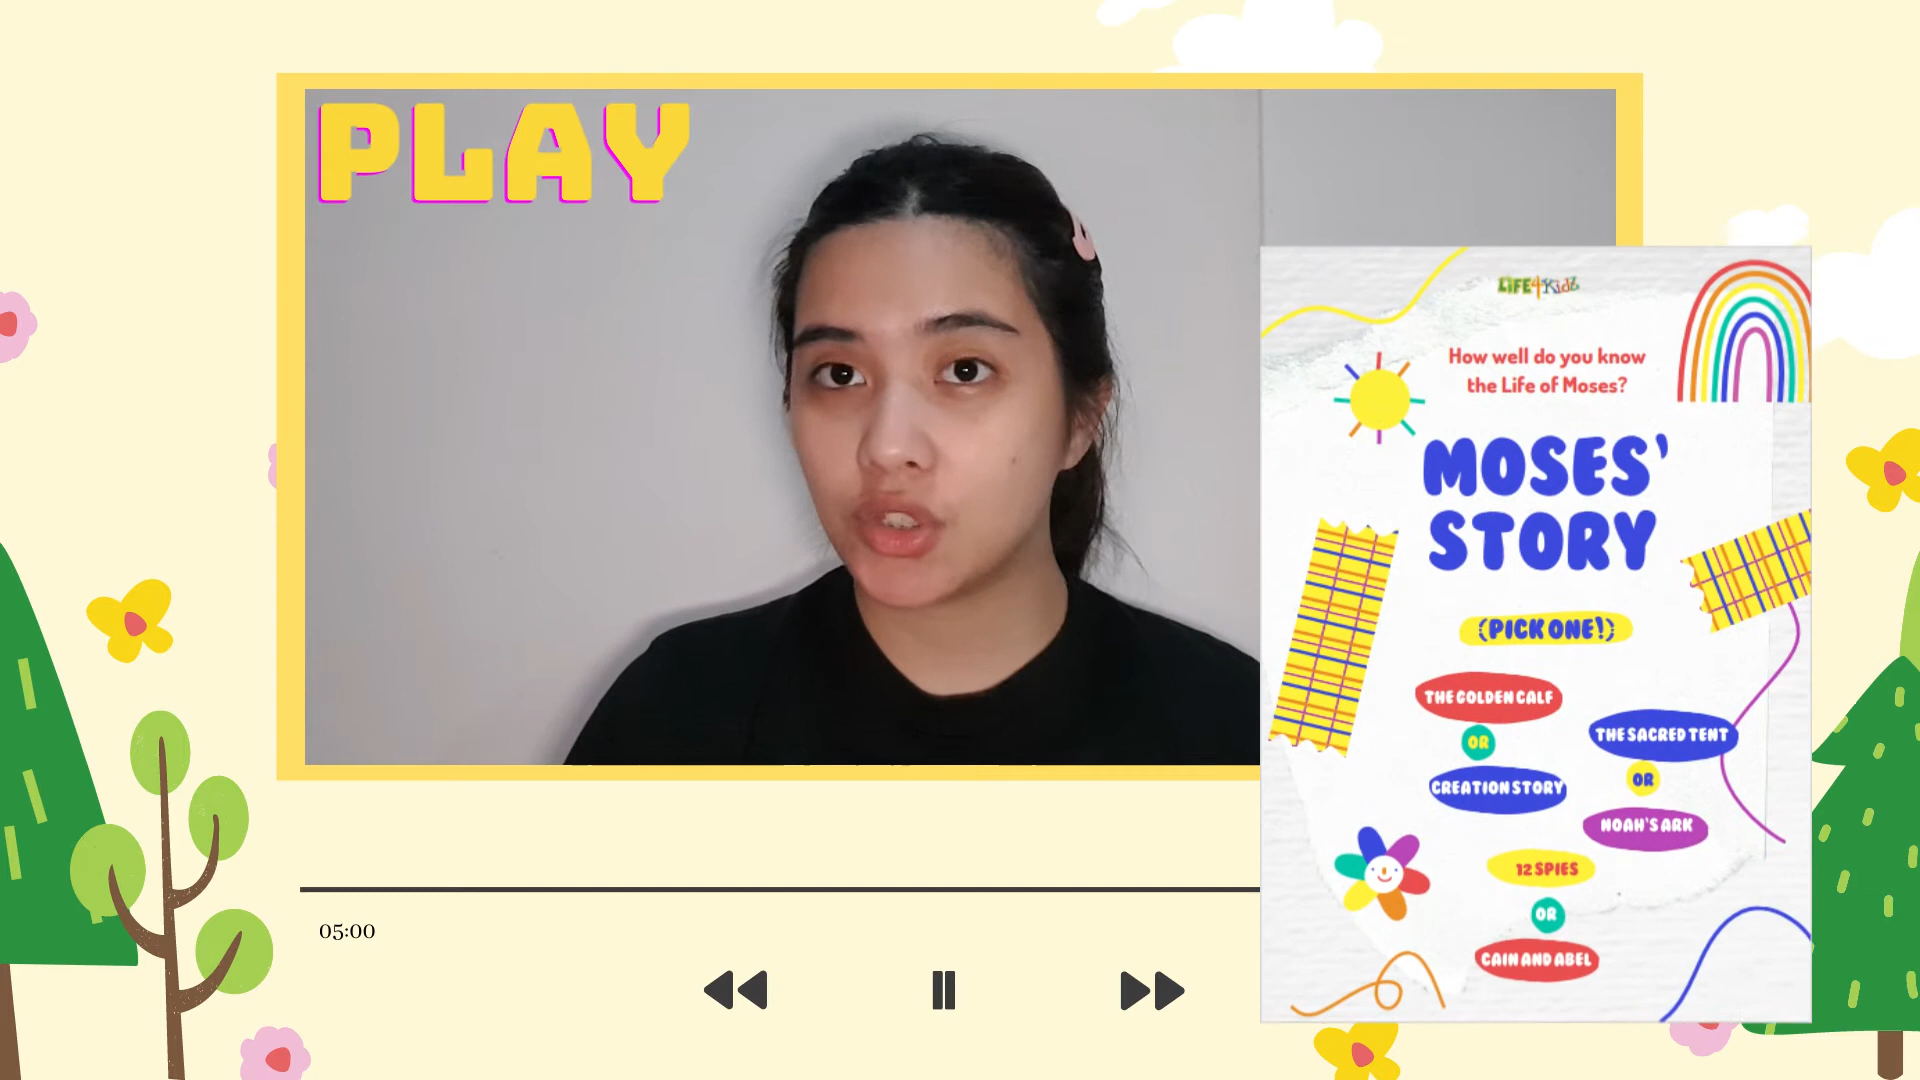 PLAY
LIFE4Kidz
How well do you know
the Life of Moses?
MOSES'
STORY
(PICK ONE!)
THE GOLDEN CALF
OR
CREATION STORY
THE SACRED TENT
OR
NOAH'S ARK
12 SPIES
OR
CAIN AND ABEL
05:00